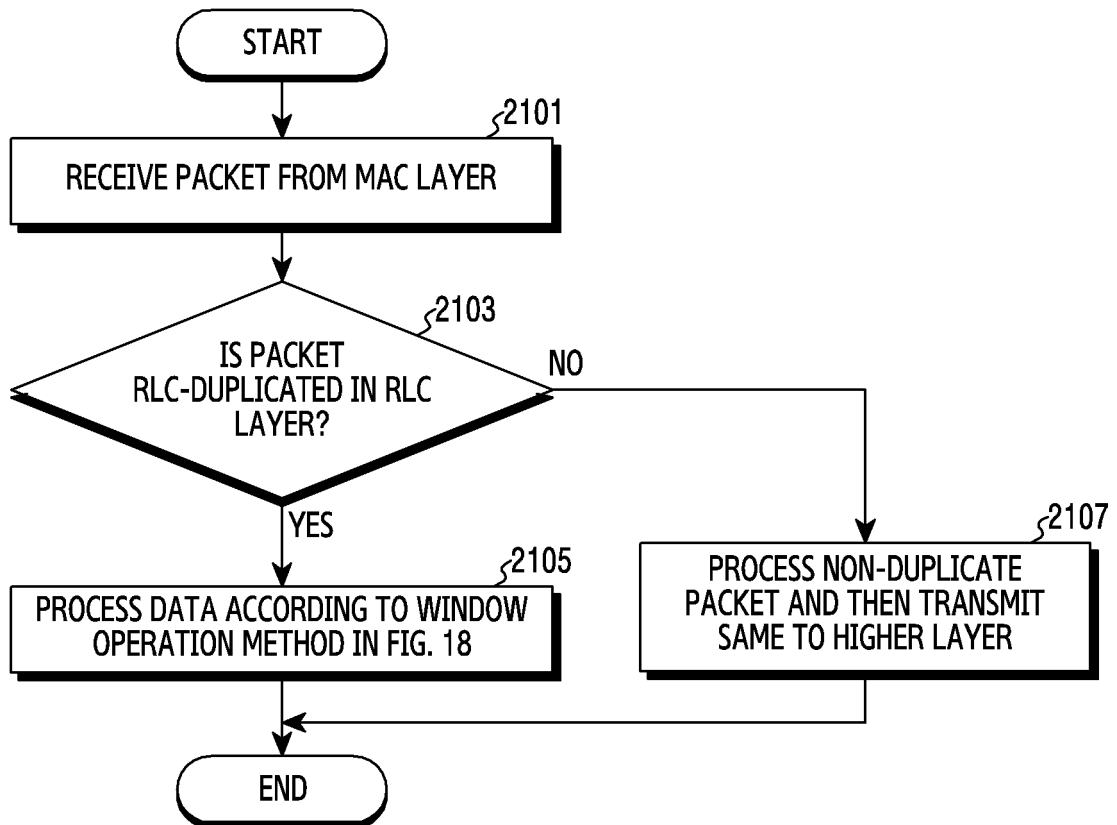 START
2101
RECEIVE PACKET FROM MAC LAYER
2103
IS PACKET
RLC-DUPLICATED IN RLC
LAYER?
NO
YES
2105
PROCESS DATA ACCORDING TO WINDOW
OPERATION METHOD IN FIG. 18
2107
PROCESS NON-DUPLICATE
PACKET AND THEN TRANSMIT
SAME TO HIGHER LAYER
END